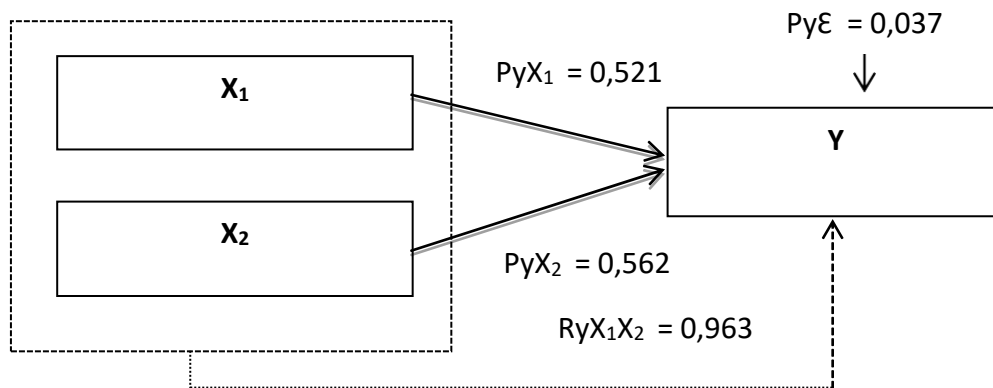 PyƐ = 0,037
PyX₁ = 0,521
X₁
Y
X₂
PyX₂ = 0,562
RyX₁X₂ = 0,963